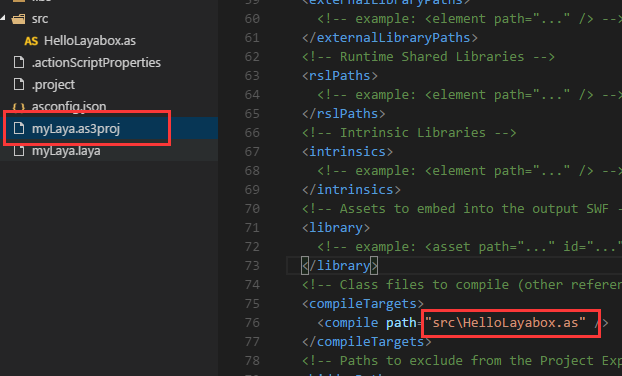 src
AS HelloLayabox.as
.actionScriptProperties
.project
asconfig.json
myLaya.as3proj
myLaya.laya
59 <externalLibraryPaths>
60 <!-- example: <element path="..." /> -->
61 </externalLibraryPaths>
62 <!-- Runtime Shared Libraries -->
63 <rslPaths>
64 <!-- example: <element path="..." /> -->
65 </rslPaths>
66 <!-- Intrinsic Libraries -->
67 <intrinsics>
68 <!-- example: <element path="..." /> -->
69 </intrinsics>
70 <!-- Assets to embed into the output SWF -
71 <library>
72 <!-- example: <asset path="..." id="..."
73 </library>
74 <!-- Class files to compile (other refere
75 <compileTargets>
76 <compile path="src\HelloLayabox.as" />
77 </compileTargets>
78 <!-- Paths to exclude from the Project Exp